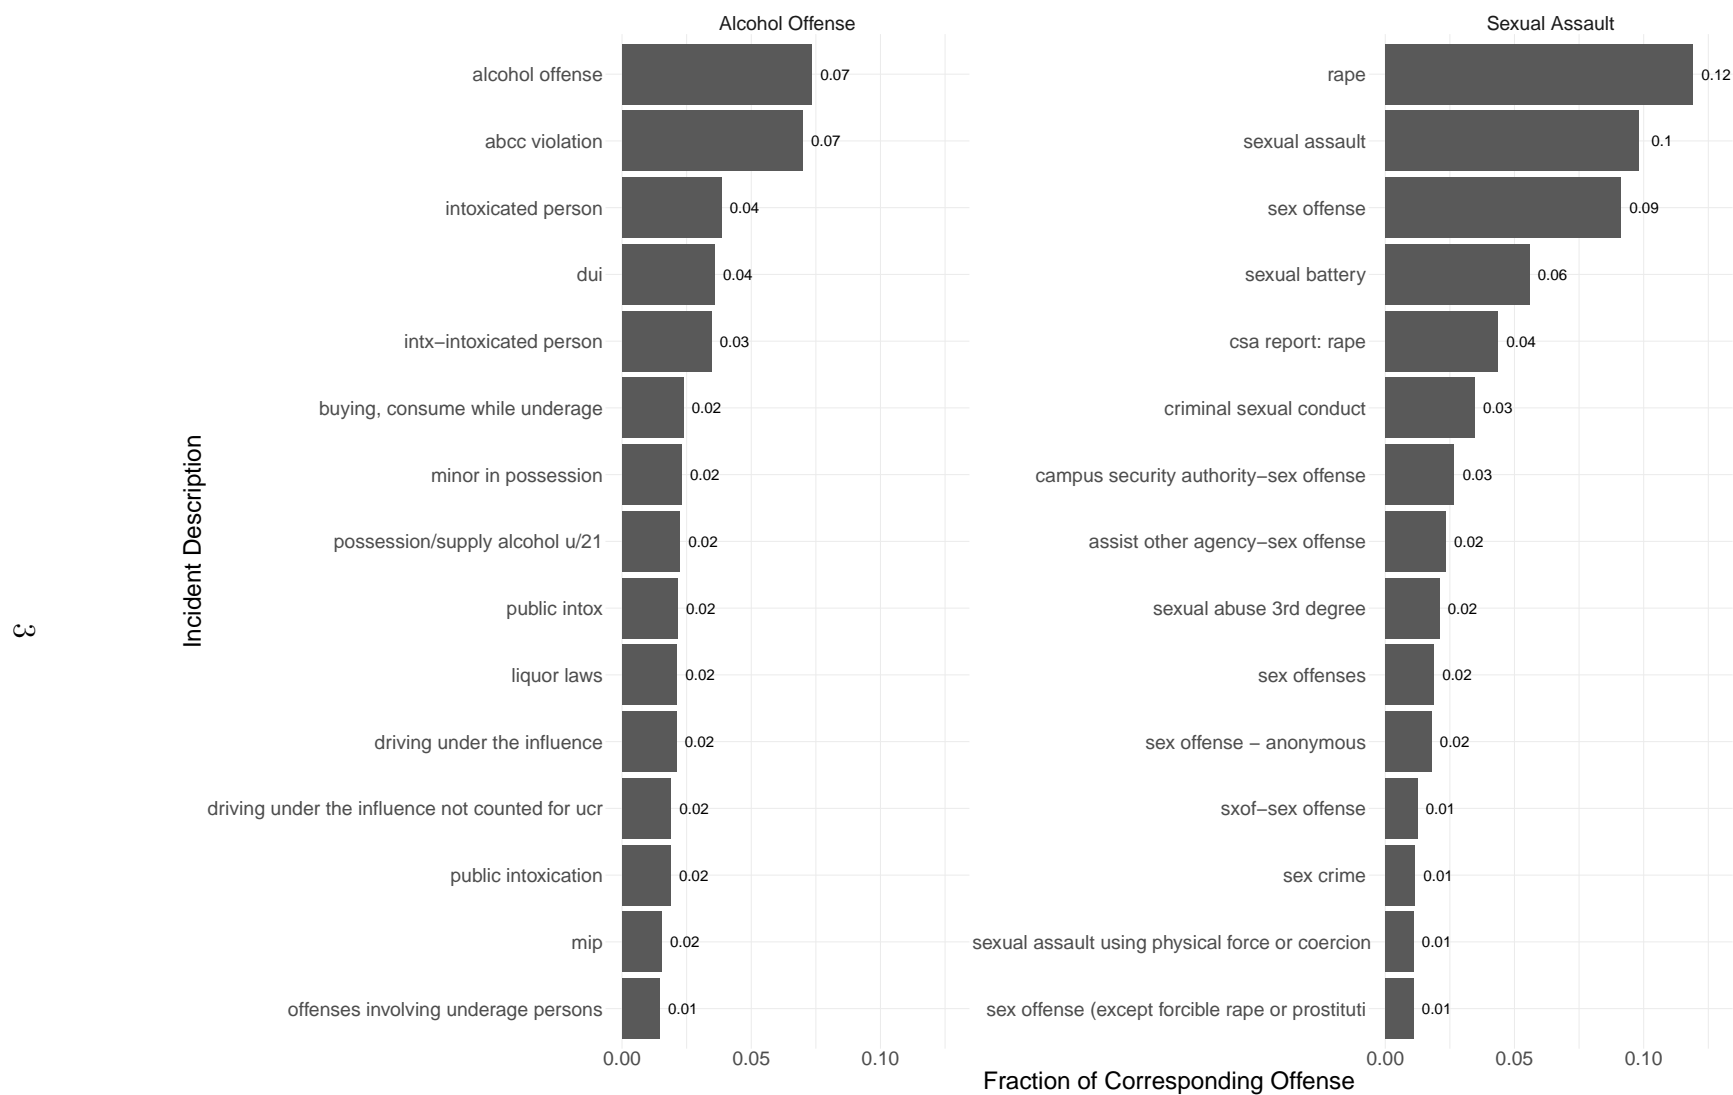 Alcohol Offense
alcohol offense 0.07
abcc violation 0.07
intoxicated person 0.04
dui 0.04
intx−intoxicated person 0.03
buying, consume while underage 0.02
minor in possession 0.02
possession/supply alcohol u/21 0.02
public intox 0.02
liquor laws 0.02
driving under the influence 0.02
driving under the influence not counted for ucr 0.02
public intoxication 0.02
mip 0.02
offenses involving underage persons 0.01
0.00 0.05 0.10
Sexual Assault
rape 0.12
sexual assault 0.1
sex offense 0.09
sexual battery 0.06
csa report: rape 0.04
criminal sexual conduct 0.03
campus security authority−sex offense 0.03
assist other agency−sex offense 0.02
sexual abuse 3rd degree 0.02
sex offenses 0.02
sex offense − anonymous 0.02
sxof−sex offense 0.01
sex crime 0.01
sexual assault using physical force or coercion 0.01
sex offense (except forcible rape or prostituti 0.01
0.00 0.05 0.10
Fraction of Corresponding Offense
Incident Description
3